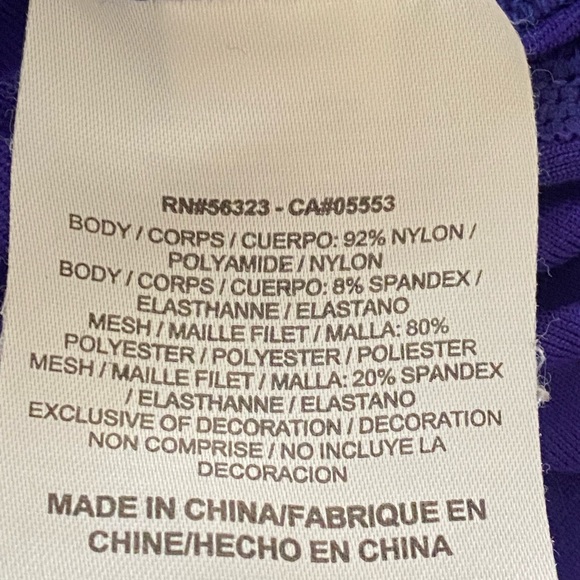 RN#56323 - CA#05553
BODY / CORPS / CUERPO: 92% NYLON /
POLYAMIDE / NYLON
BODY / CORPS / CUERPO: 8% SPANDEX /
ELASTHANNE / ELASTANO
MESH / MAILLE FILET / MALLA: 80%
POLYESTER / POLYESTER / POLIESTER
MESH / MAILLE FILET / MALLA: 20% SPANDEX
/ ELASTHANNE / ELASTANO
EXCLUSIVE OF DECORATION / DECORATION
NON COMPRISE / NO INCLUYE LA
DECORACION
MADE IN CHINA/FABRIQUE EN
CHINE/HECHO EN CHINA